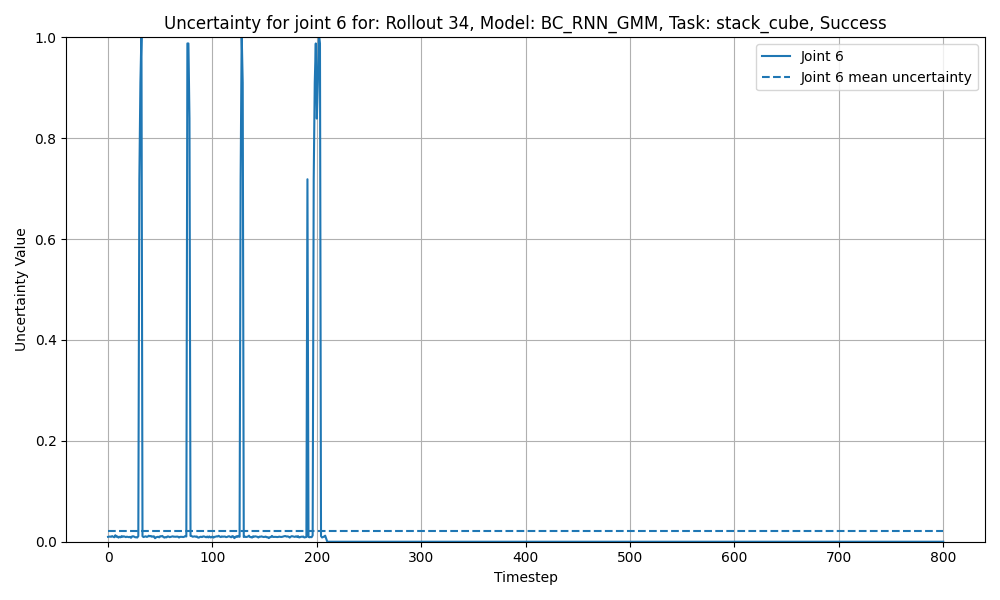 Uncertainty for joint 6 for: Rollout 34, Model: BC_RNN_GMM, Task: stack_cube, Success
Joint 6
Joint 6 mean uncertainty
Uncertainty Value
1.0
0.8
0.6
0.4
0.2
0.0
0 100 200 300 400 500 600 700 800
Timestep